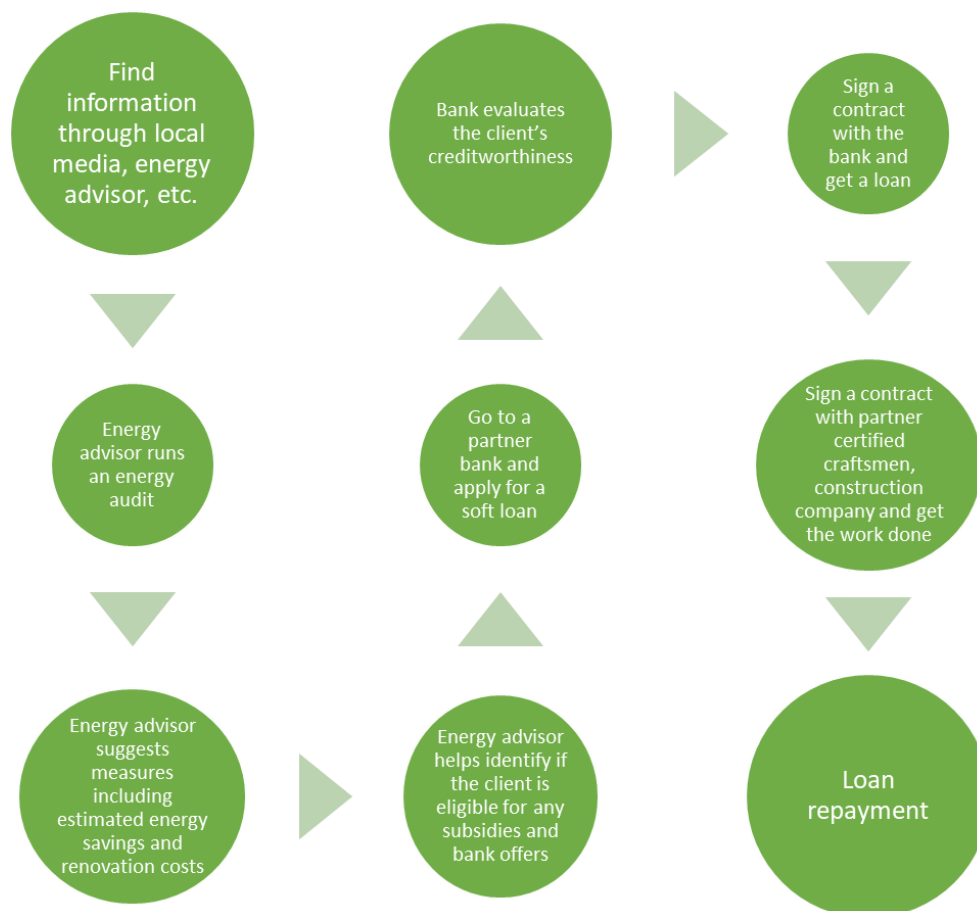 Find
information
through local
media, energy
advisor, etc.
Energy
advisor runs
an energy
audit
Energy advisor
suggests
measures
including
estimated energy
savings and
renovation costs
Energy advisor
helps identify if
the client is
eligible for any
subsidies and
bank offers
Go to a
partner
bank and
apply for a
soft loan
Bank evaluates
the client's
creditworthiness
Sign a
contract
with the
bank and
get a loan
Sign a contract
with partner
certified
craftsmen,
construction
company and get
the work done
Loan
repayment